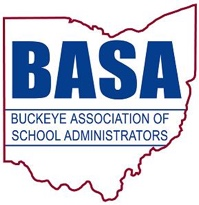 BASA
BUCKEYE ASSOCIATION OF
SCHOOL ADMINISTRATORS